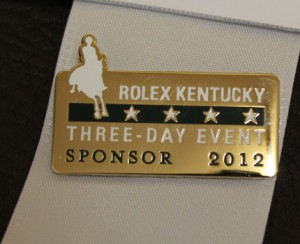 ROLEX KENTUCKY
THREE-DAY EVENT
SPONSOR 2012